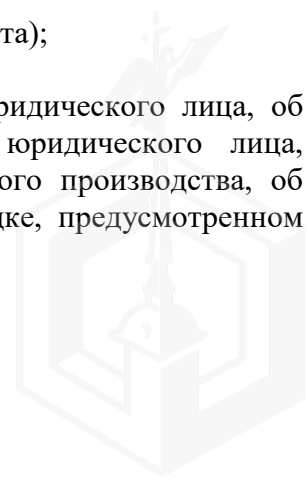 та);
ридического лица, об
юридического лица,
ого производства, об
дке, предусмотренном